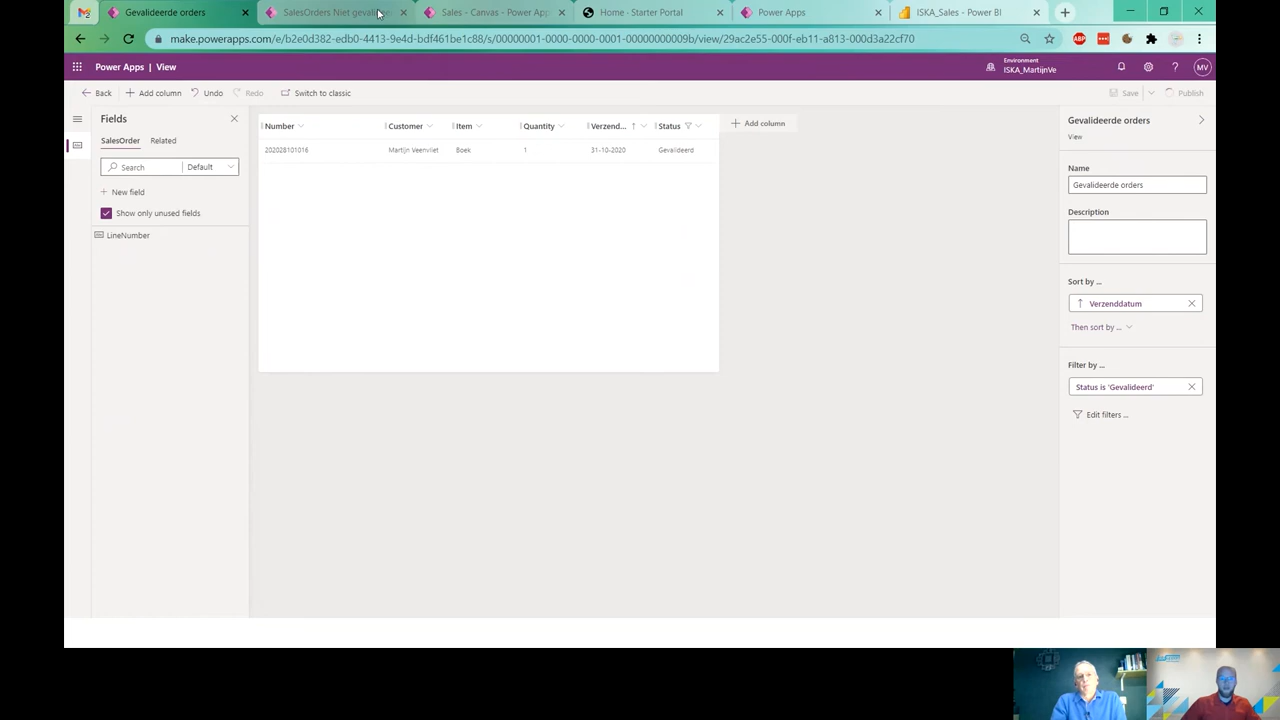 Gevalideerde orders
SalesOrders Niet gevalide
Sales - Canvas - Power App
Home · Starter Portal
Power Apps
ISKA_Sales - Power BI
make.powerapps.com/e/b2e0d382-edb0-4413-9e4d-bdf461be1c88/s/00000001-0000-0000-0001-00000000009b/view/29ac2e55-000f-eb11-a813-000d3a22cf70
ABP
Power Apps | View
Environment
ISKA_MartijnVe
MV
Back
Add column
Undo
Redo
Switch to classic
Save
Publish
Fields
SalesOrder
Related
Search
Default
New field
Show only unused fields
Abc LineNumber
Number
Customer
Item
Quantity
Verzend...
Status
Add column
202028101016
Martijn Veenvliet
Boek
1
31-10-2020
Gevalideerd
Gevalideerde orders
View
Name
Gevalideerde orders
Description
Sort by ...
Verzenddatum
Then sort by ...
Filter by ...
Status is 'Gevalideerd'
Edit filters ...